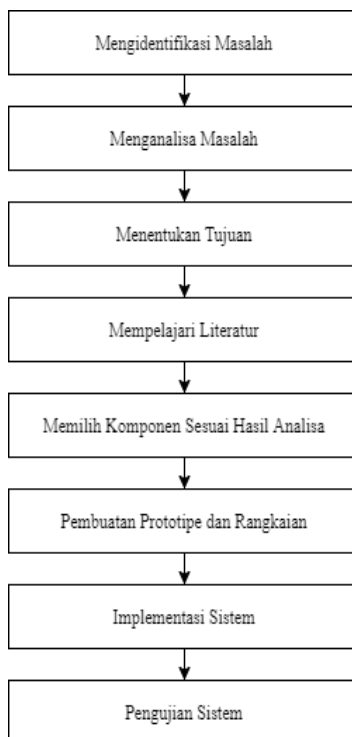 Mengidentifikasi Masalah
Menganalisa Masalah
Menentukan Tujuan
Mempelajari Literatur
Memilih Komponen Sesuai Hasil Analisa
Pembuatan Prototipe dan Rangkaian
Implementasi Sistem
Pengujian Sistem